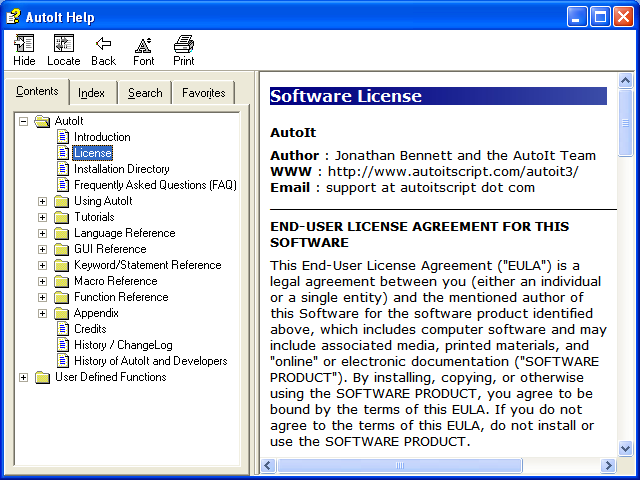 AutoIt Help
Hide Locate Back Font Print
Contents Index Search Favorites
AutoIt
Introduction
License
Installation Directory
Frequently Asked Questions (FAQ)
Using AutoIt
Tutorials
Language Reference
GUI Reference
Keyword/Statement Reference
Macro Reference
Function Reference
Appendix
Credits
History / ChangeLog
History of AutoIt and Developers
User Defined Functions
Software License
AutoIt
Author : Jonathan Bennett and the AutoIt Team
WWW : http://www.autoitscript.com/autoit3/
Email : support at autoitscript dot com
END-USER LICENSE AGREEMENT FOR THIS
SOFTWARE
This End-User License Agreement ("EULA") is a
legal agreement between you (either an individual
or a single entity) and the mentioned author of
this Software for the software product identified
above, which includes computer software and may
include associated media, printed materials, and
"online" or electronic documentation ("SOFTWARE
PRODUCT"). By installing, copying, or otherwise
using the SOFTWARE PRODUCT, you agree to be
bound by the terms of this EULA. If you do not
agree to the terms of this EULA, do not install or
use the SOFTWARE PRODUCT.